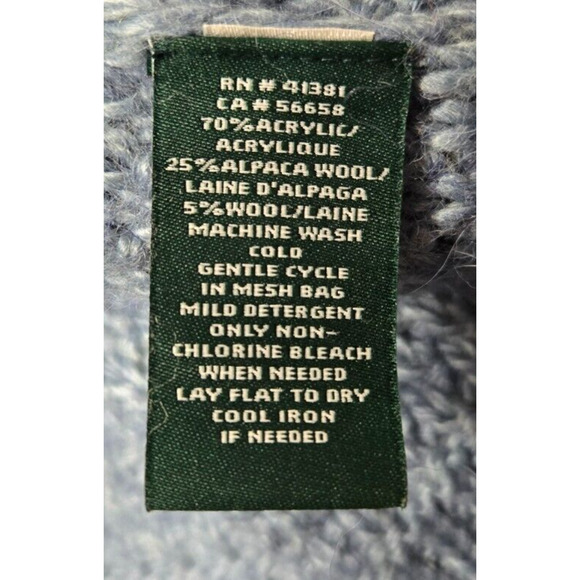 RN # 41381
CA # 56658
70%ACRYLIC/
ACRYLIQUE
25%ALPACA WOOL/
LAINE D'ALPAGA
5%WOOL/LAINE
MACHINE WASH
COLD
GENTLE CYCLE
IN MESH BAG
MILD DETERGENT
ONLY NON-
CHLORINE BLEACH
WHEN NEEDED
LAY FLAT TO DRY
COOL IRON
IF NEEDED